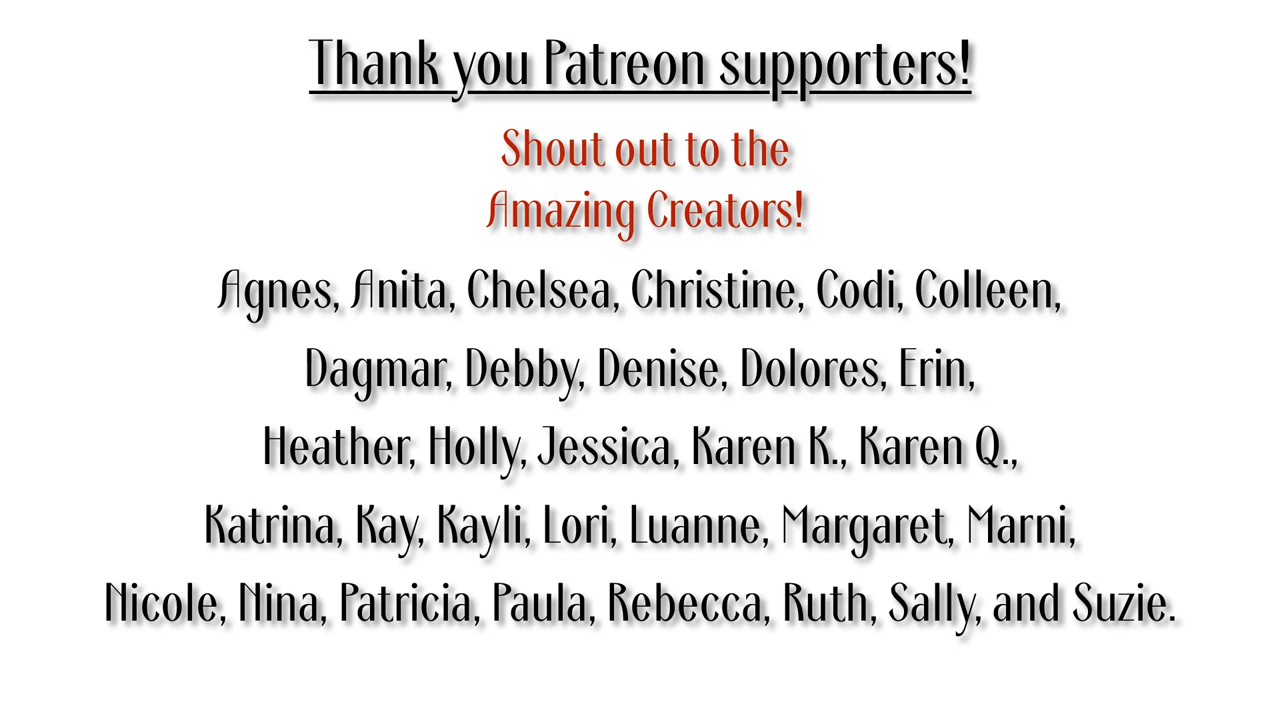 Thank you Patreon supporters!
Shout out to the
Amazing Creators!
Agnes, Anita, Chelsea, Christine, Codi, Colleen,
Dagmar, Debby, Denise, Dolores, Erin,
Heather, Holly, Jessica, Karen K., Karen Q.,
Katrina, Kay, Kayli, Lori, Luanne, Margaret, Marni,
Nicole, Nina, Patricia, Paula, Rebecca, Ruth, Sally, and Suzie.